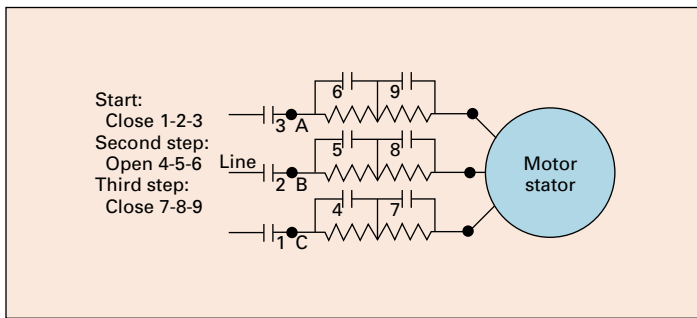 Start:
Close 1-2-3
Second step:
Open 4-5-6
Third step:
Close 7-8-9
Line
6 9
3 A
5 8
2 B
4 7
1 C
Motor
stator